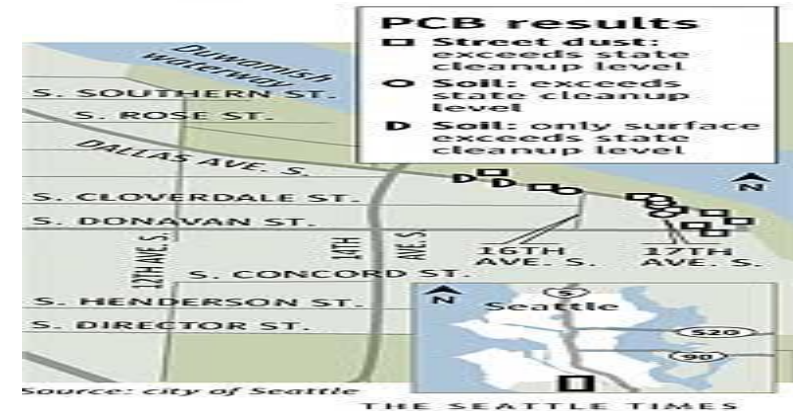 PCB results
Street dust:
exceeds state
cleanup level
Soil: exceeds
state cleanup
level
Soil: only surface
exceeds state
cleanup level
Duwamish
waterway
S. SOUTHERN ST.
S. ROSE ST.
DALLAS AVE. S.
N
S. CLOVERDALE ST.
S. DONAVAN ST.
12TH AVE. S.
14TH
AVE. S.
16TH
AVE. S.
17TH
AVE. S.
S. CONCORD ST.
S. HENDERSON ST.
S. DIRECTOR ST.
N
5
Seattle
520
90
Source: city of Seattle
THE SEATTLE TIMES